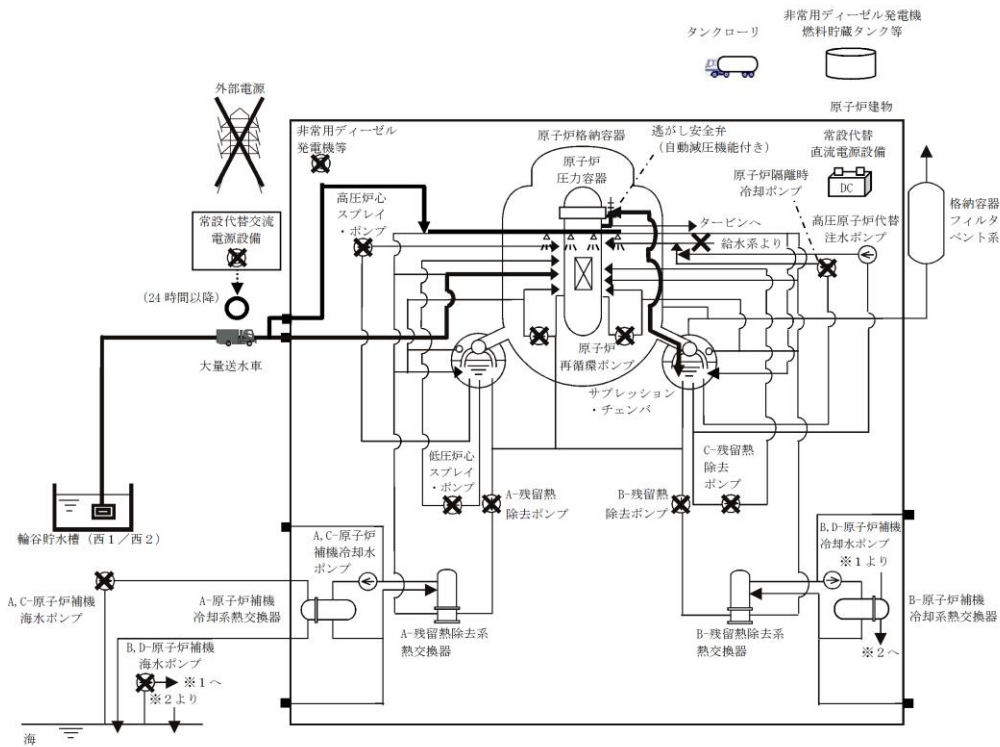 非常用ディーゼル発電機
燃料貯蔵タンク等
タンクローリ
原子炉建物
外部電源
非常用ディーゼル
発電機等
原子炉格納容器
原子炉
圧力容器
逃がし安全弁
(自動減圧機能付き)
常設代替
直流電源設備
DC
原子炉隔離時
冷却ポンプ
高圧炉心
スプレイ
・ポンプ
タービンへ
給水系より
高圧原子炉代替
注水ポンプ
格納容器
フィルタ
ベント系
常設代替交流
電源設備
(24時間以降)
大量送水車
原子炉
再循環ポンプ
サプレッション
・チェンバ
低圧炉心
スプレイ
・ポンプ
A-残留熱
除去ポンプ
B-残留熱
除去ポンプ
C-残留熱
除去
ポンプ
輪谷貯水槽(西1/西2)
A,C-原子炉補機
冷却水
ポンプ
B,D-原子炉補機
冷却水ポンプ
※1より
A,C-原子炉補機
海水ポンプ
A-原子炉補機
冷却系熱交換器
A-残留熱除去系
熱交換器
B-残留熱除去系
熱交換器
B-原子炉補機
冷却系熱交換器
※2へ
B,D-原子炉補機
海水ポンプ
※1へ
※2より
海